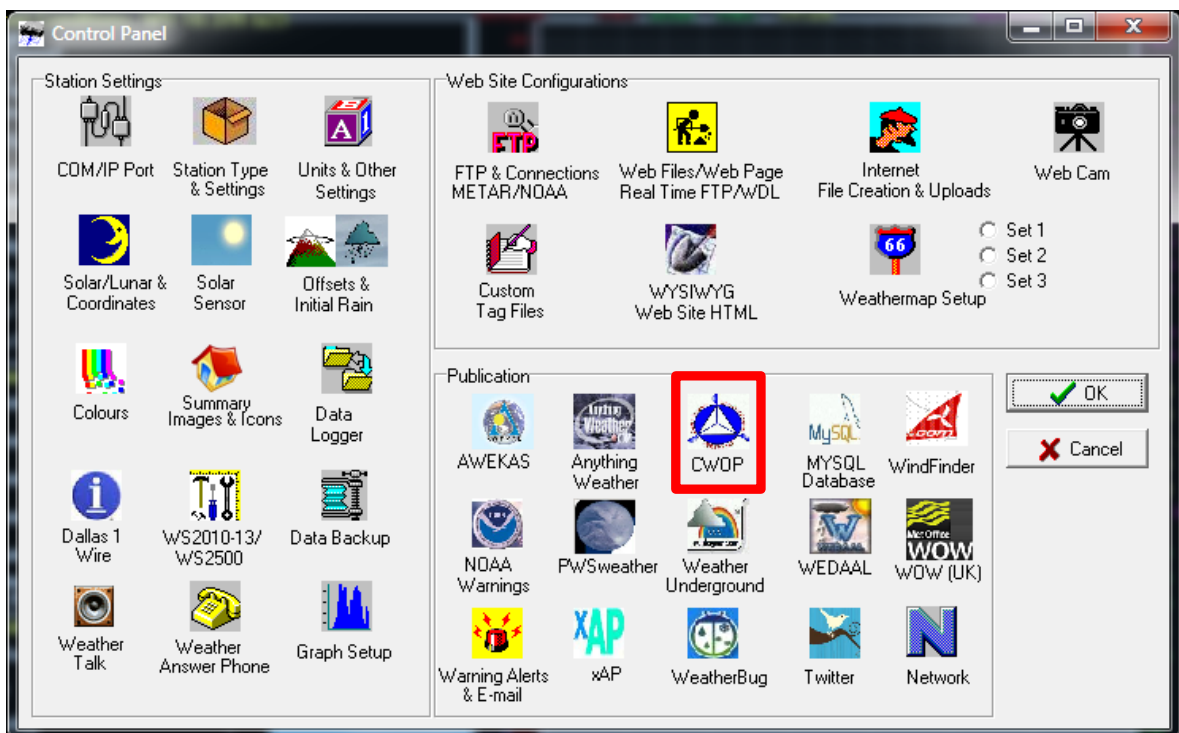 Control Panel
Station Settings
COM/IP Port
Station Type
& Settings
Units & Other
Settings
Solar/Lunar &
Coordinates
Solar
Sensor
Offsets &
Initial Rain
Colours
Summary
Images & Icons
Data
Logger
Dallas 1
Wire
WS2010-13/
WS2500
Data Backup
Weather
Talk
Weather
Answer Phone
Graph Setup
Web Site Configurations
FTP
FTP & Connections
METAR/NOAA
Web Files/Web Page
Real Time FTP/WDL
Internet
File Creation & Uploads
Web Cam
Custom
Tag Files
WYSIWYG
Web Site HTML
66
Weathermap Setup
Set 1
Set 2
Set 3
Publication
AWEKAS
Anything
Weather
CWOP
MySQL
MYSQL
Database
.com
WindFinder
NOAA
Warnings
PWSweather
Weather
Underground
WEDAAL
Met Office
WOW
WOW (UK)
Warning Alerts
& E-mail
xAP
xAP
WeatherBug
Twitter
N
Network
OK
Cancel